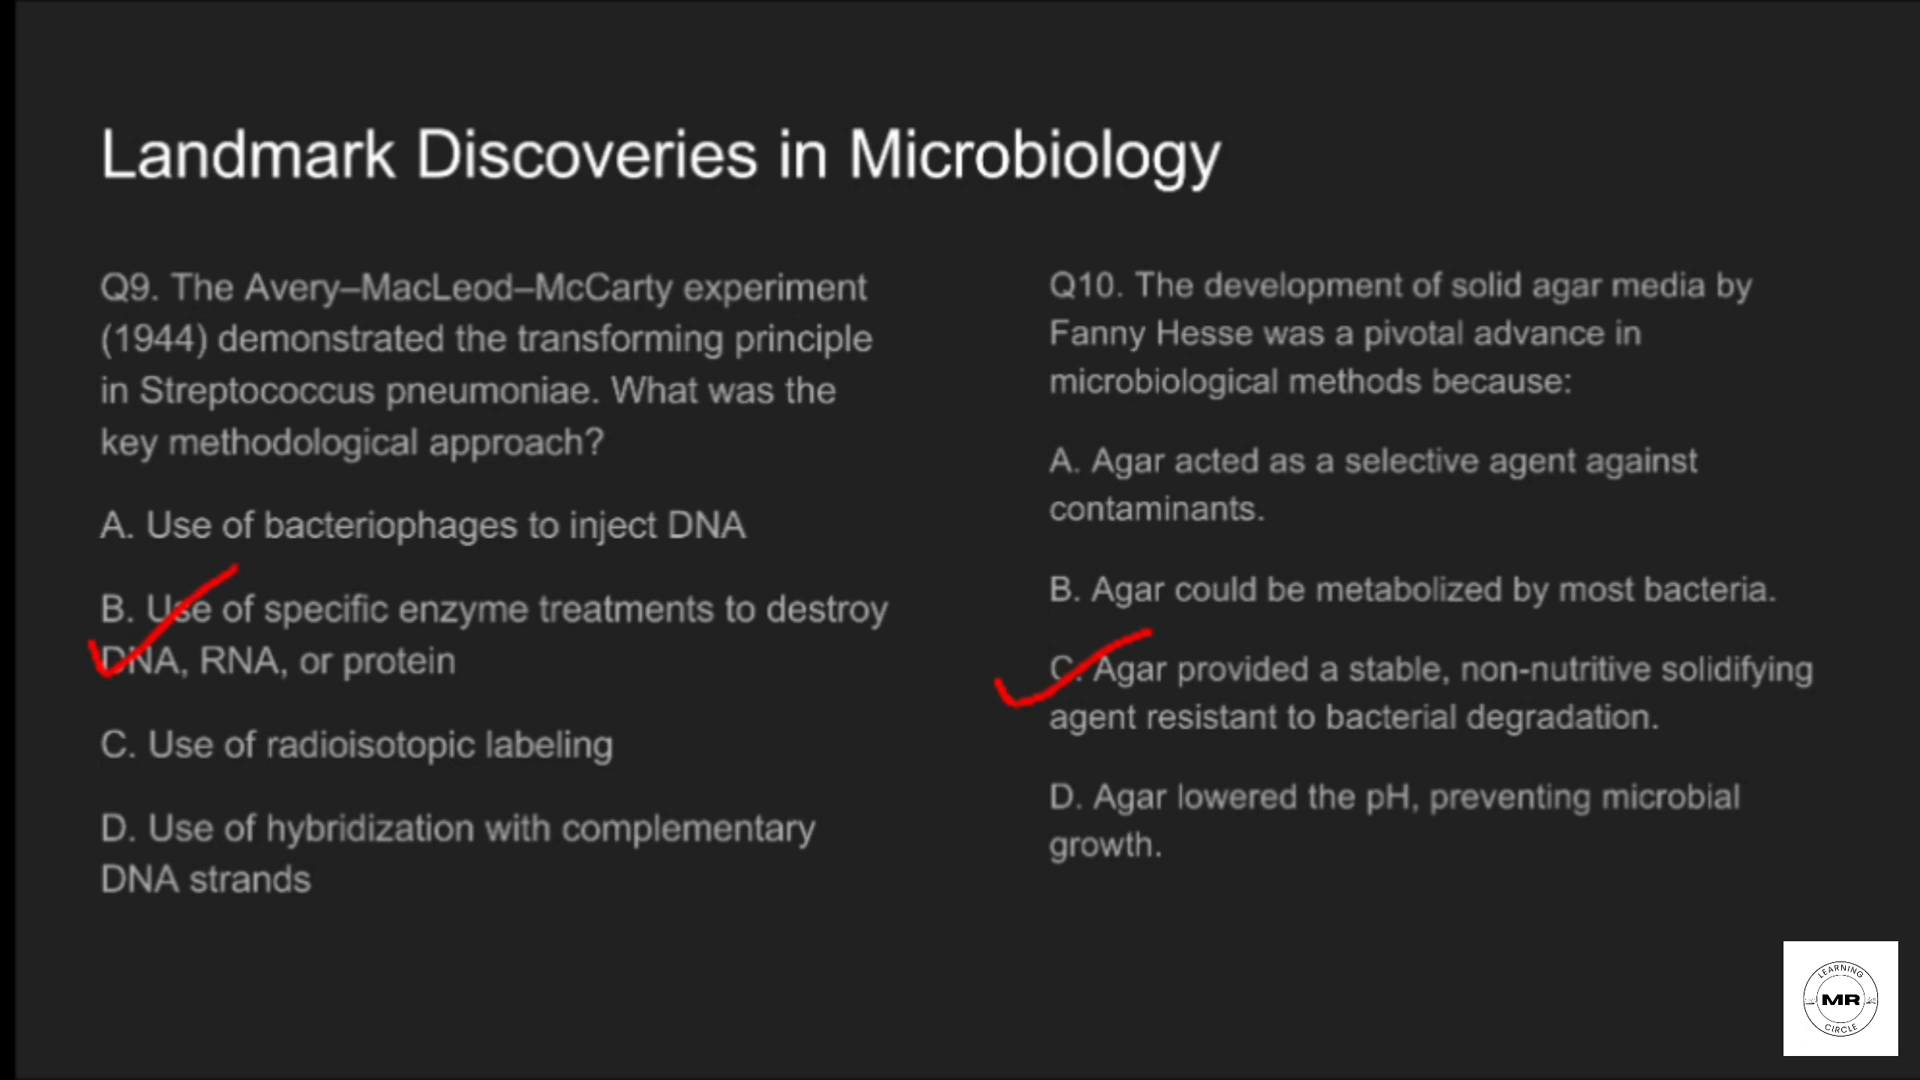 Landmark Discoveries in Microbiology
Q9. The Avery–MacLeod–McCarty experiment
(1944) demonstrated the transforming principle
in Streptococcus pneumoniae. What was the
key methodological approach?
A. Use of bacteriophages to inject DNA
B. Use of specific enzyme treatments to destroy
DNA, RNA, or protein
C. Use of radioisotopic labeling
D. Use of hybridization with complementary
DNA strands
Q10. The development of solid agar media by
Fanny Hesse was a pivotal advance in
microbiological methods because:
A. Agar acted as a selective agent against
contaminants.
B. Agar could be metabolized by most bacteria.
C. Agar provided a stable, non-nutritive solidifying
agent resistant to bacterial degradation.
D. Agar lowered the pH, preventing microbial
growth.
LEARNING
MR
CIRCLE